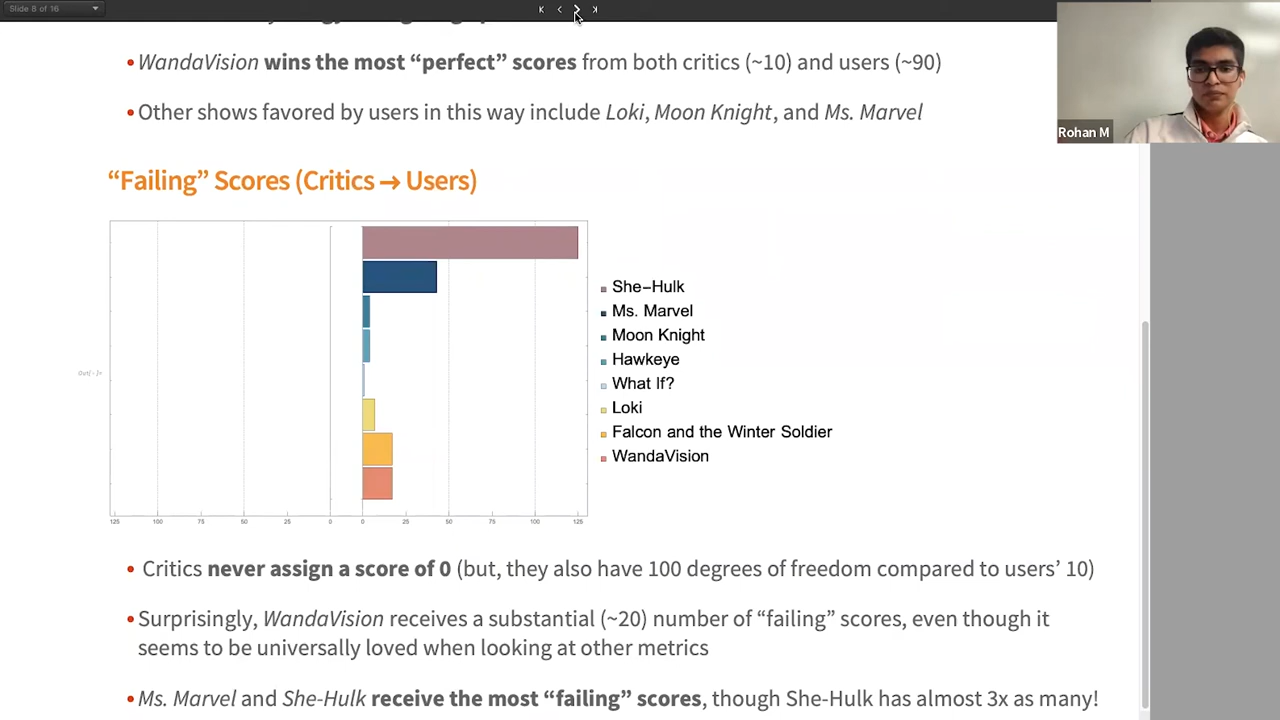 Slide 8 of 16
•WandaVision wins the most “perfect” scores from both critics (~10) and users (~90)
•Other shows favored by users in this way include Loki, Moon Knight, and Ms. Marvel
Rohan M
“Failing” Scores (Critics → Users)
She–Hulk
Ms. Marvel
Moon Knight
Hawkeye
What If?
Loki
Falcon and the Winter Soldier
WandaVision
Out[-]=
125 100 75 50 25 0 0 25 50 75 100 125
• Critics never assign a score of 0 (but, they also have 100 degrees of freedom compared to users’ 10)
•Surprisingly, WandaVision receives a substantial (~20) number of “failing” scores, even though it
seems to be universally loved when looking at other metrics
•Ms. Marvel and She-Hulk receive the most “failing” scores, though She-Hulk has almost 3x as many!